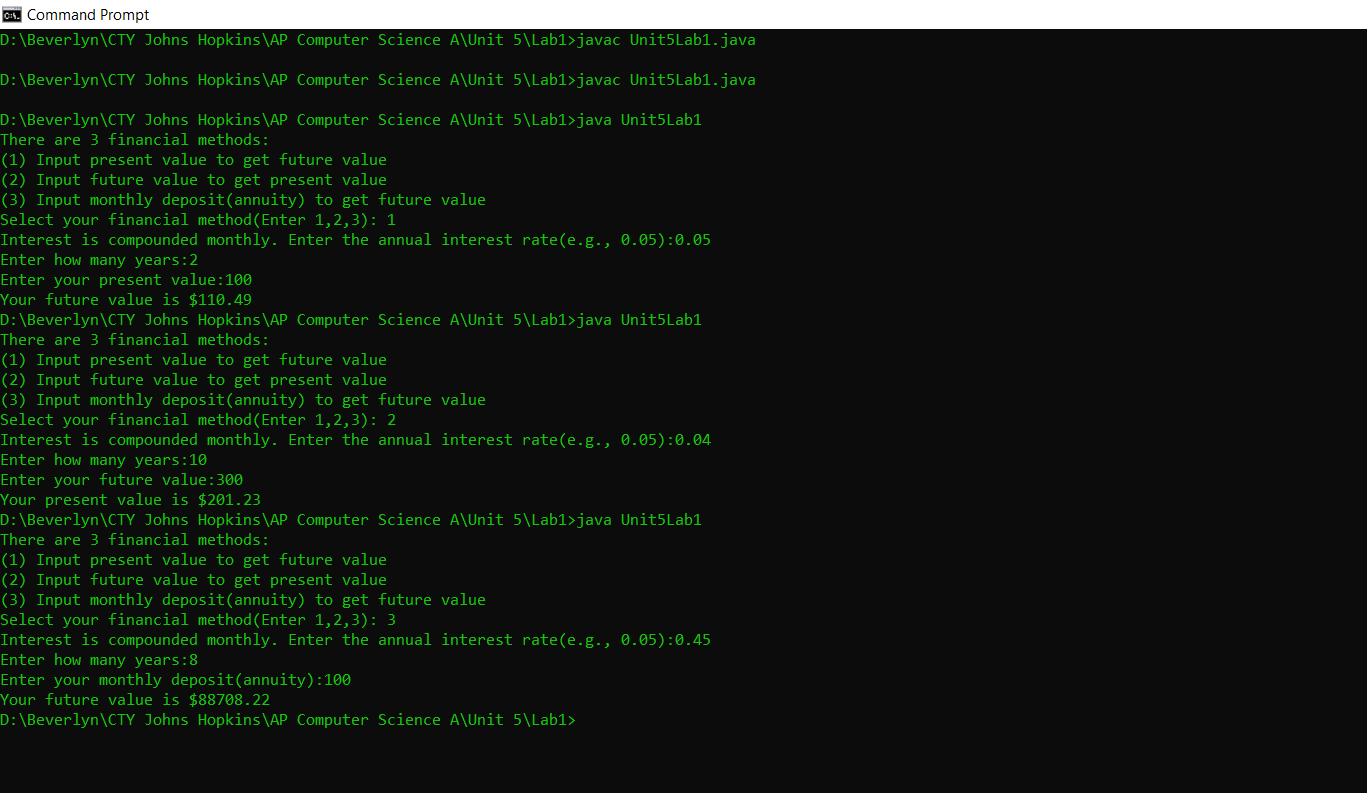 Command Prompt
D:\Beverlyn\CTY Johns Hopkins\AP Computer Science A\Unit 5\Lab1>javac Unit5Lab1.java
D:\Beverlyn\CTY Johns Hopkins\AP Computer Science A\Unit 5\Lab1>javac Unit5Lab1.java
D:\Beverlyn\CTY Johns Hopkins\AP Computer Science A\Unit 5\Lab1>java Unit5Lab1
There are 3 financial methods:
(1) Input present value to get future value
(2) Input future value to get present value
(3) Input monthly deposit(annuity) to get future value
Select your financial method(Enter 1,2,3): 1
Interest is compounded monthly. Enter the annual interest rate(e.g., 0.05):0.05
Enter how many years:2
Enter your present value:100
Your future value is $110.49
D:\Beverlyn\CTY Johns Hopkins\AP Computer Science A\Unit 5\Lab1>java Unit5Lab1
There are 3 financial methods:
(1) Input present value to get future value
(2) Input future value to get present value
(3) Input monthly deposit(annuity) to get future value
Select your financial method(Enter 1,2,3): 2
Interest is compounded monthly. Enter the annual interest rate(e.g., 0.05):0.04
Enter how many years:10
Enter your future value:300
Your present value is $201.23
D:\Beverlyn\CTY Johns Hopkins\AP Computer Science A\Unit 5\Lab1>java Unit5Lab1
There are 3 financial methods:
(1) Input present value to get future value
(2) Input future value to get present value
(3) Input monthly deposit(annuity) to get future value
Select your financial method(Enter 1,2,3): 3
Interest is compounded monthly. Enter the annual interest rate(e.g., 0.05):0.45
Enter how many years:8
Enter your monthly deposit(annuity):100
Your future value is $88708.22
D:\Beverlyn\CTY Johns Hopkins\AP Computer Science A\Unit 5\Lab1>